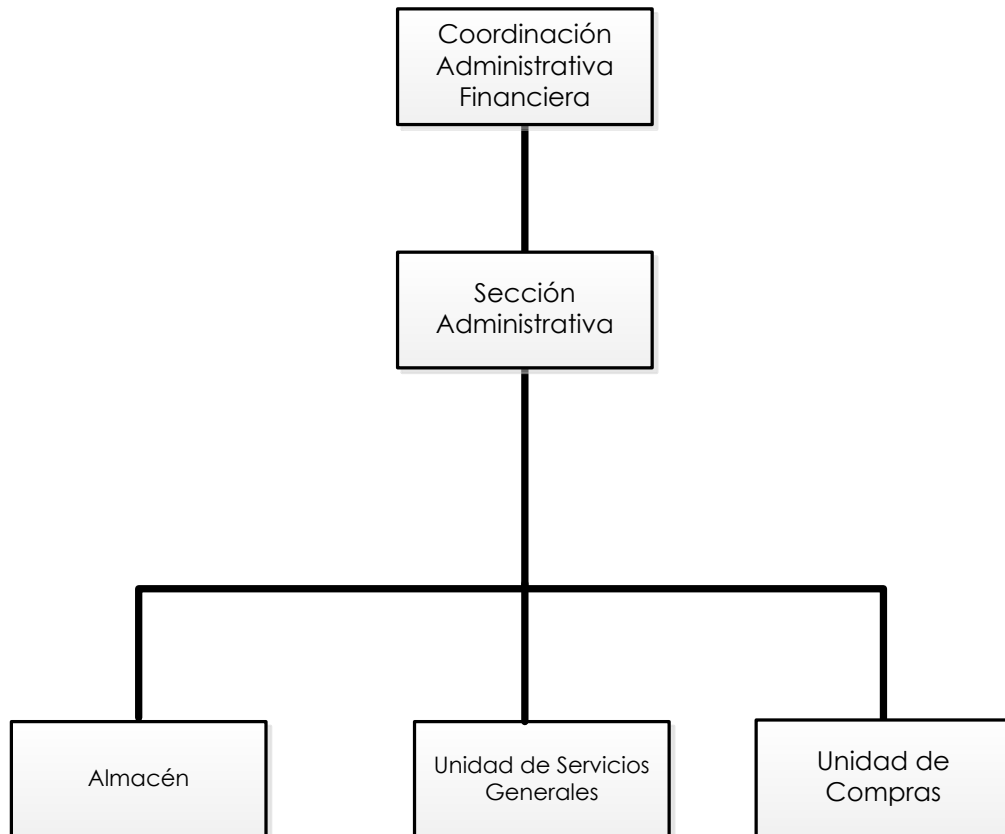 Coordinación
Administrativa
Financiera
Sección
Administrativa
Almacén
Unidad de Servicios
Generales
Unidad de
Compras